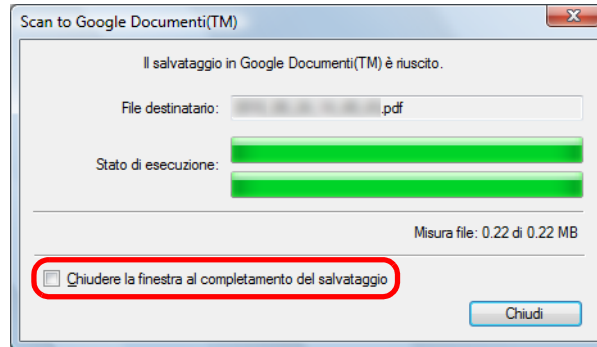 Scan to Google Documenti(TM)
Il salvataggio in Google Documenti(TM) è riuscito.
File destinatario: .pdf
Stato di esecuzione:
Misura file: 0.22 di 0.22 MB
Chiudere la finestra al completamento del salvataggio
Chiudi